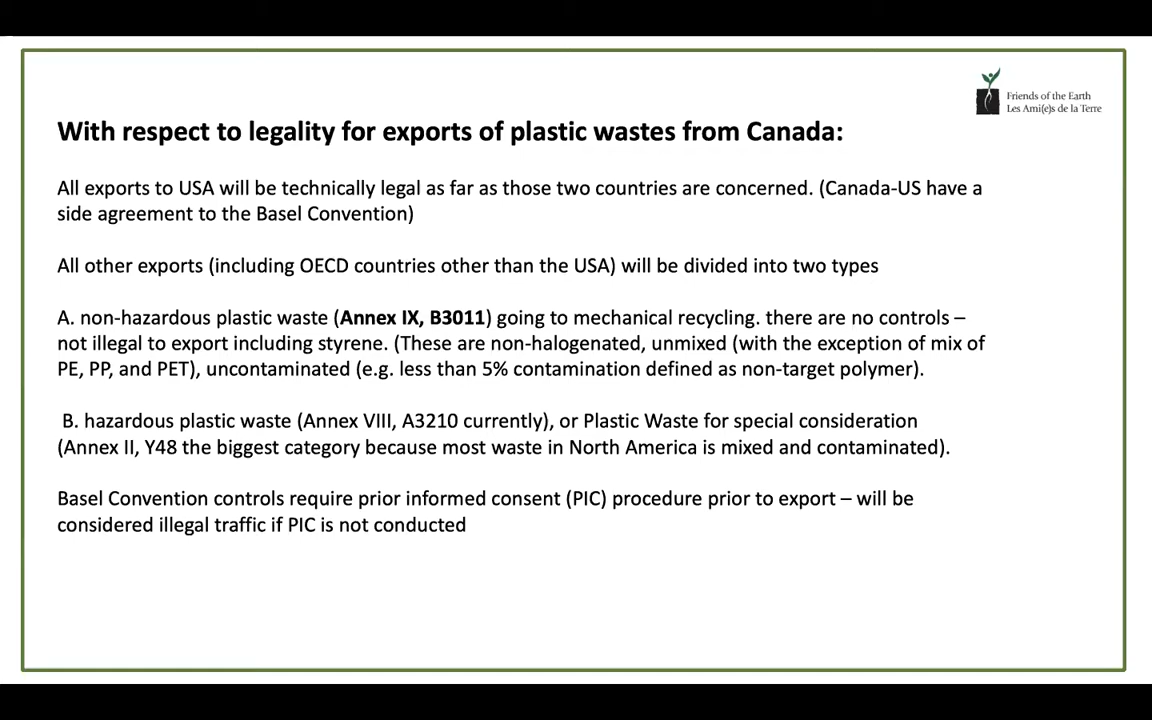 Friends of the Earth
Les Ami(e)s de la Terre
With respect to legality for exports of plastic wastes from Canada:
All exports to USA will be technically legal as far as those two countries are concerned. (Canada-US have a
side agreement to the Basel Convention)
All other exports (including OECD countries other than the USA) will be divided into two types
A. non-hazardous plastic waste (Annex IX, B3011) going to mechanical recycling. there are no controls –
not illegal to export including styrene. (These are non-halogenated, unmixed (with the exception of mix of
PE, PP, and PET), uncontaminated (e.g. less than 5% contamination defined as non-target polymer).
B. hazardous plastic waste (Annex VIII, A3210 currently), or Plastic Waste for special consideration
(Annex II, Y48 the biggest category because most waste in North America is mixed and contaminated).
Basel Convention controls require prior informed consent (PIC) procedure prior to export – will be
considered illegal traffic if PIC is not conducted